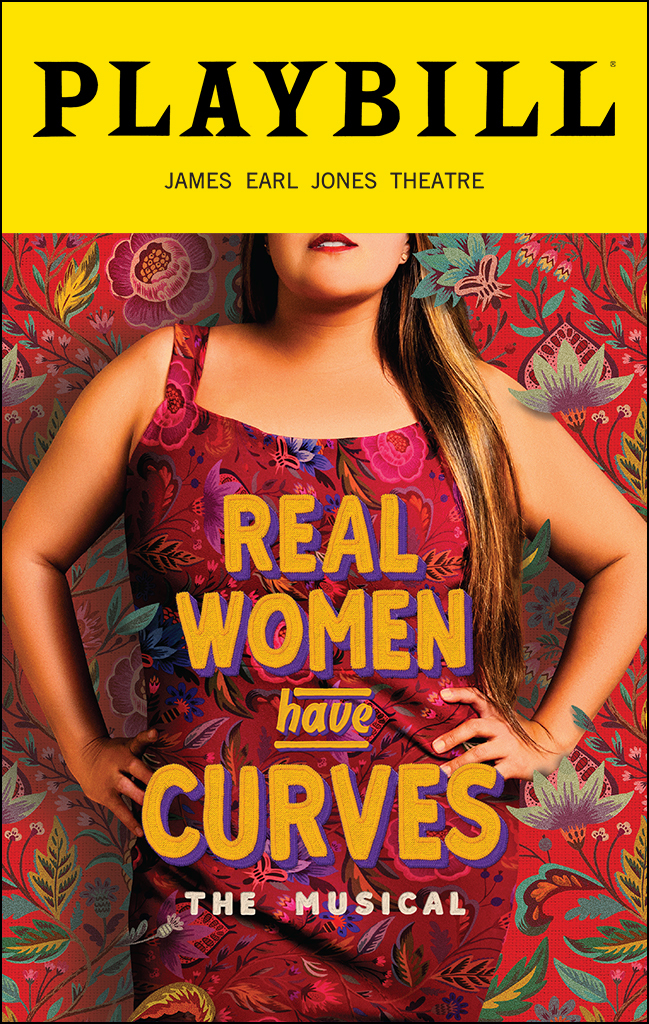 PLAYBILL®
JAMES EARL JONES THEATRE
REAL
WOMEN
have
CURVES
THE MUSICAL